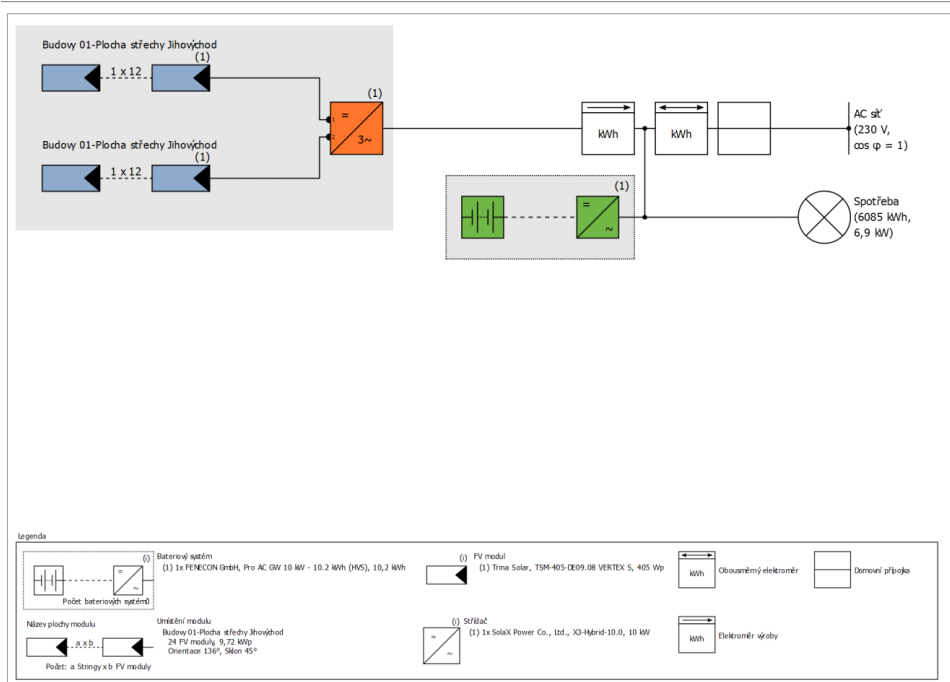 Budovy 01-Plocha střechy Jihovýchod
(1)
1 x 12
(1)
=
3~
1
2
Budovy 01-Plocha střechy Jihovýchod
(1)
1 x 12
kWh
kWh
AC síť
(230 V,
cos φ = 1)
(1)
=
~
Spotřeba
(6085 kWh,
6,9 kW)
Legenda
(i)
=
~
Počet bateriových systémů
Bateriový systém
(1) 1x FENECON GmbH, Pro AC GW 10 kW - 10.2 kWh (HVS), 10,2 kWh
(i) FV modul
(1) Trina Solar, TSM-405-DE09.08 VERTEX S, 405 Wp
kWh
Obousměrný elektroměr
Domovní přípojka
Název plochy modulu
a x b
Počet: a Stringy x b FV moduly
Umístění modulu
Budovy 01-Plocha střechy Jihovýchod
24 FV moduly, 9,72 kWp
Orientace 136°, Sklon 45°
(i) Střídač
=
~
(1) 1x SolaX Power Co., Ltd., X3-Hybrid-10.0, 10 kW
kWh
Elektroměr výroby